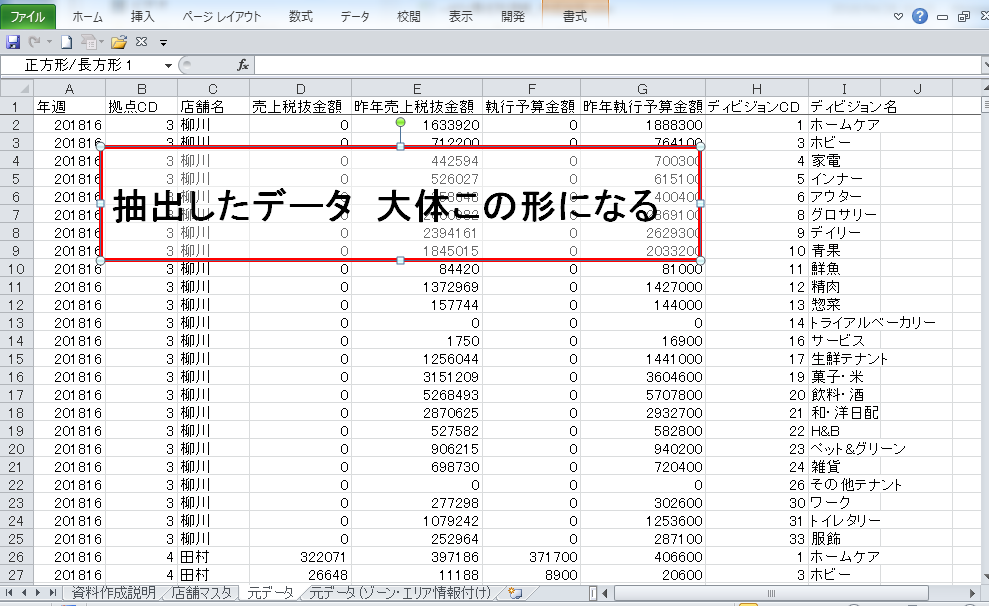 ファイル ホーム 挿入 ページ レイアウト 数式 データ 校閲 表示 開発 書式
正方形/長方形 1 fx
A B C D E F G H I J
1 年週 拠点CD 店舗名 売上税抜金額 昨年売上税抜金額 執行予算金額 昨年執行予算金額 ディビジョンCD ディビジョン名
2 201816 3 柳川 0 1633920 0 1888300 1 ホームケア
3 201816 3 柳川 0 712200 0 764100 3 ホビー
4 201816 442594 0 700300 4 家電
5 201816 526027 0 615100 5 インナー
6 201816 6 アウター
7 201816 8 グロサリー
抽出したデータ 大体この形になる
8 201816 2394161 0 2629300 9 デイリー
9 201816 3 柳川 0 1845015 0 2033200 10 青果
10 201816 3 柳川 0 84420 0 81000 11 鮮魚
11 201816 3 柳川 0 1372969 0 1427000 12 精肉
12 201816 3 柳川 0 157744 0 144000 13 惣菜
13 201816 3 柳川 0 0 0 0 14 トライアルベーカリー
14 201816 3 柳川 0 1750 0 16900 16 サービス
15 201816 3 柳川 0 1256044 0 1441000 17 生鮮テナント
16 201816 3 柳川 0 3151209 0 3604600 19 菓子・米
17 201816 3 柳川 0 5268493 0 5707800 20 飲料・酒
18 201816 3 柳川 0 2870625 0 2932700 21 和・洋日配
19 201816 3 柳川 0 527582 0 582800 22 H&B
20 201816 3 柳川 0 906215 0 940200 23 ペット&グリーン
21 201816 3 柳川 0 698730 0 720400 24 雑貨
22 201816 3 柳川 0 0 0 0 26 その他テナント
23 201816 3 柳川 0 277298 0 302600 30 ワーク
24 201816 3 柳川 0 1079242 0 1253600 31 トイレタリー
25 201816 3 柳川 0 252964 0 287100 33 服飾
26 201816 4 田村 322071 397186 371700 406600 1 ホームケア
27 201816 4 田村 26648 11188 8900 20600 3 ホビー
資料作成説明 店舗マスタ 元データ 元データ(ゾーン・エリア情報付け)